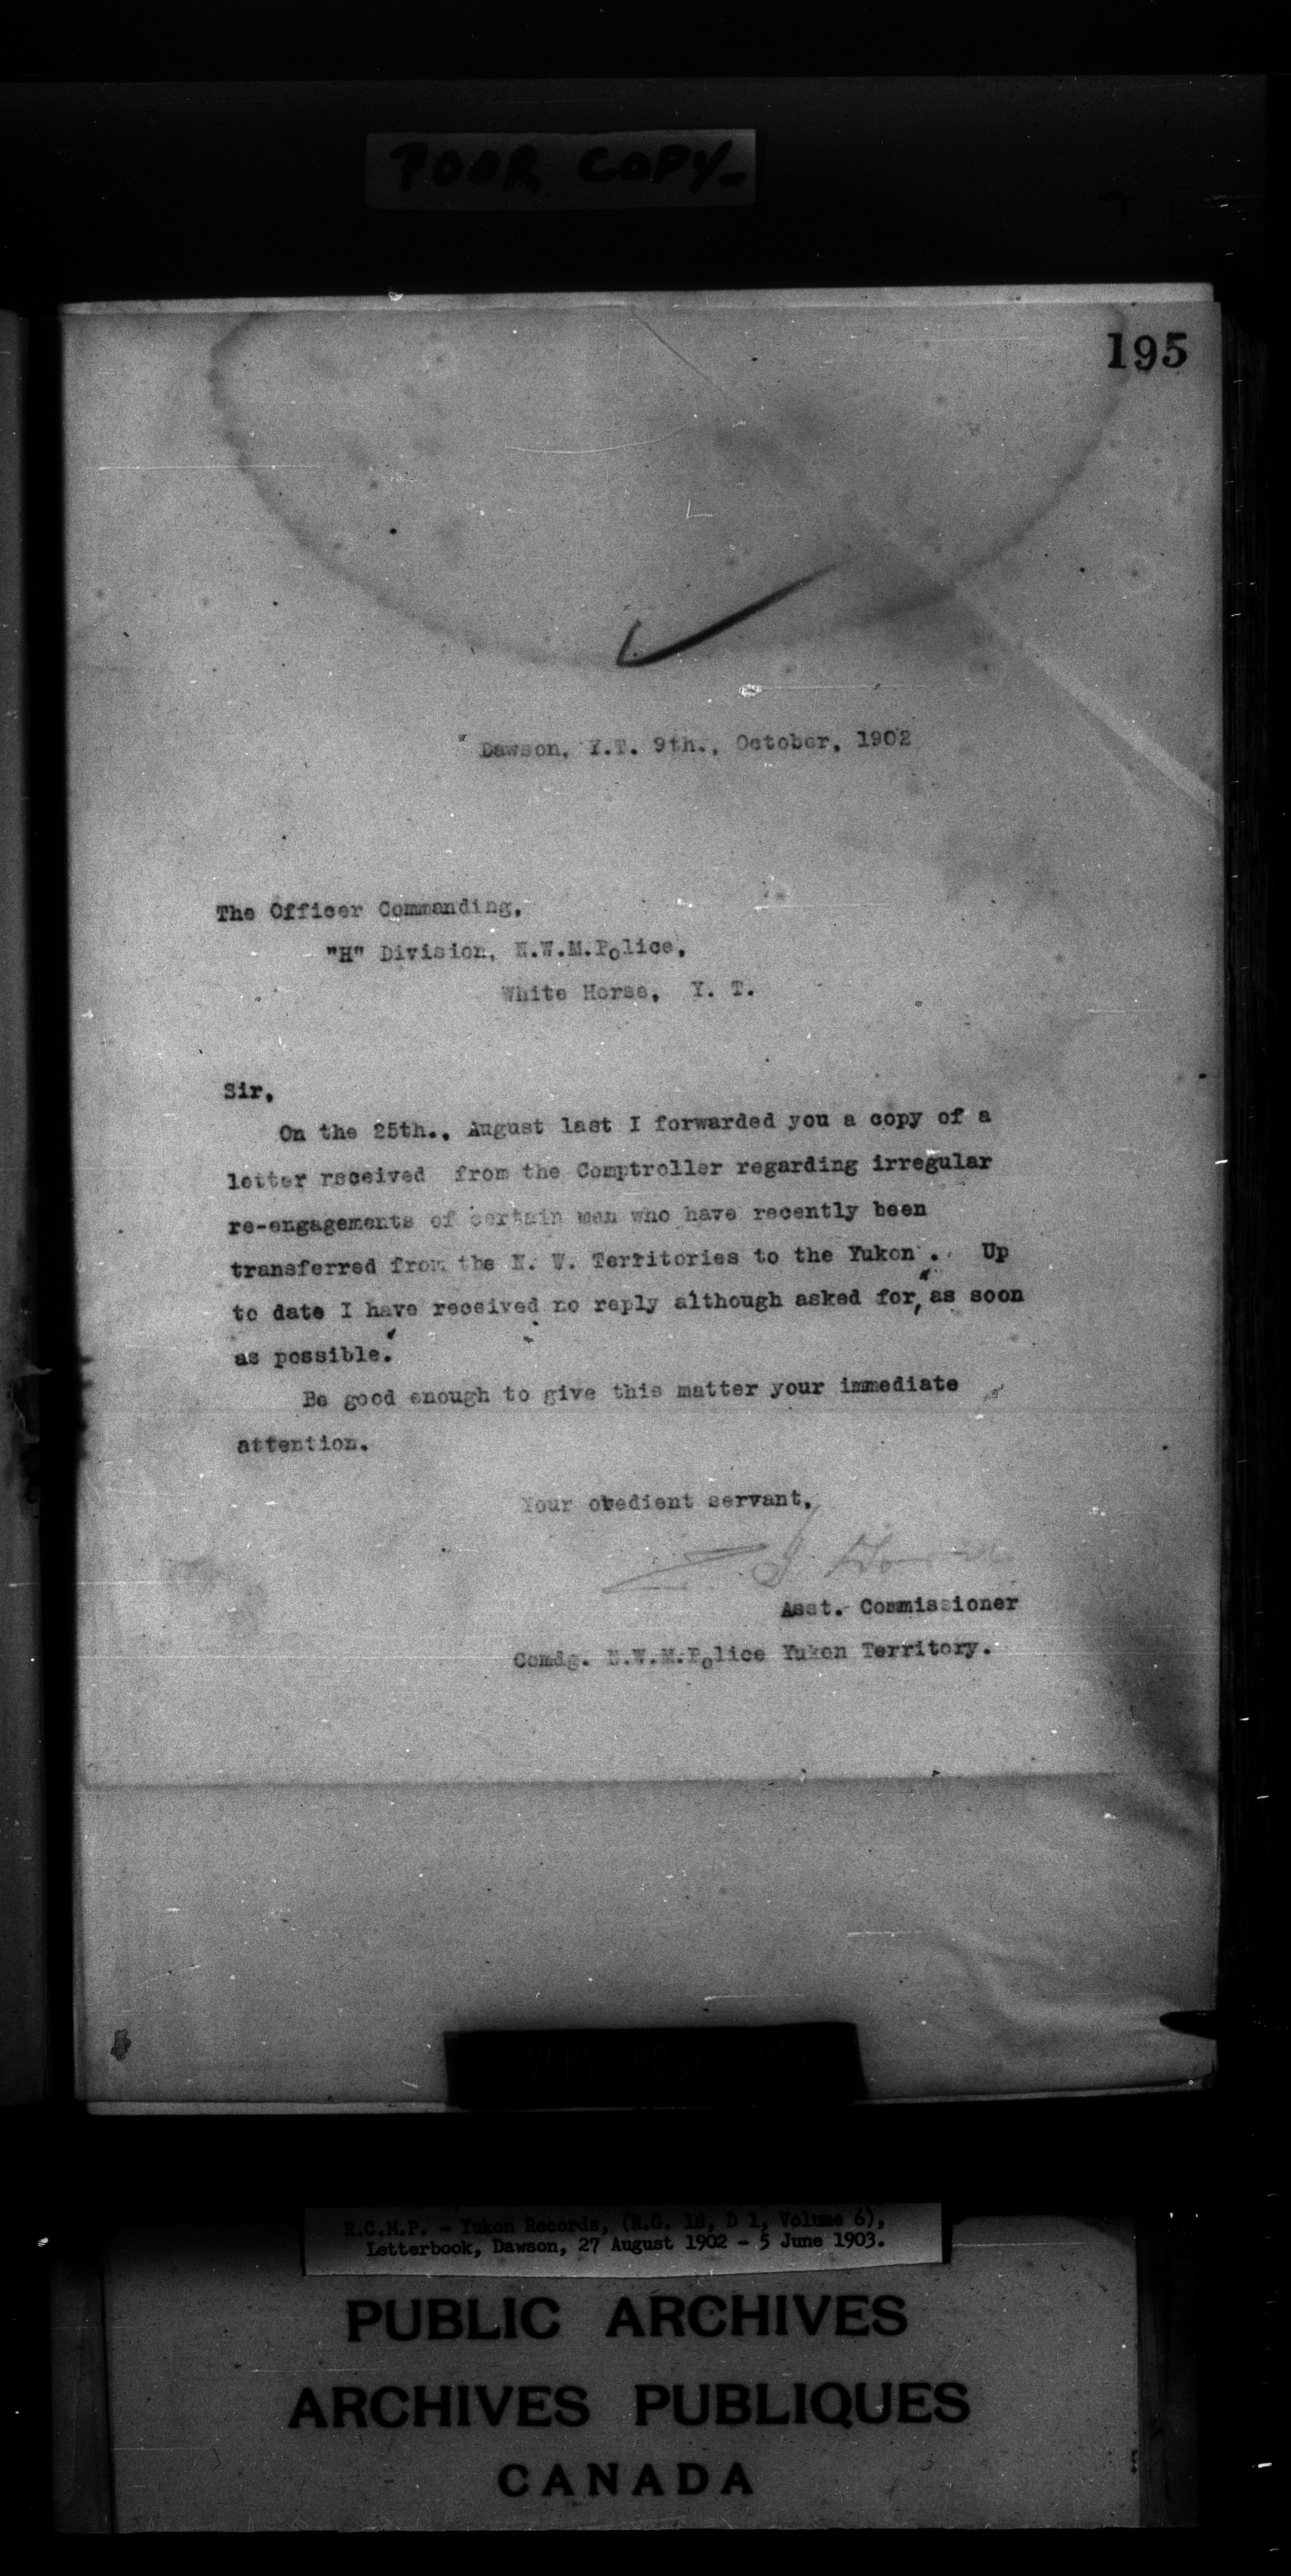 POOR COPY-
195
Dawson, Y.T. 9th., October, 1902
The Officer Commanding,
"H" Division, N.W.M.Police,
White Horse, Y. T.
Sir,
On the 25th., August last I forwarded you a copy of a
letter received from the Comptroller regarding irregular
re-engagements of certain men who have recently been
transferred from the N. W. Territories to the Yukon. Up
to date I have received no reply although asked for, "as soon
as possible."
Be good enough to give this matter your immediate
attention.
Your obedient servant,
Asst. Commissioner
Comdg. N.W.M.Police Yukon Territory.
VERY POOR COPY
R.C.M.P. - Yukon Records, (R.G. 18, D 1, Volume 6),
Letterbook, Dawson, 27 August 1902 - 5 June 1903.
PUBLIC ARCHIVES
ARCHIVES PUBLIQUES
CANADA